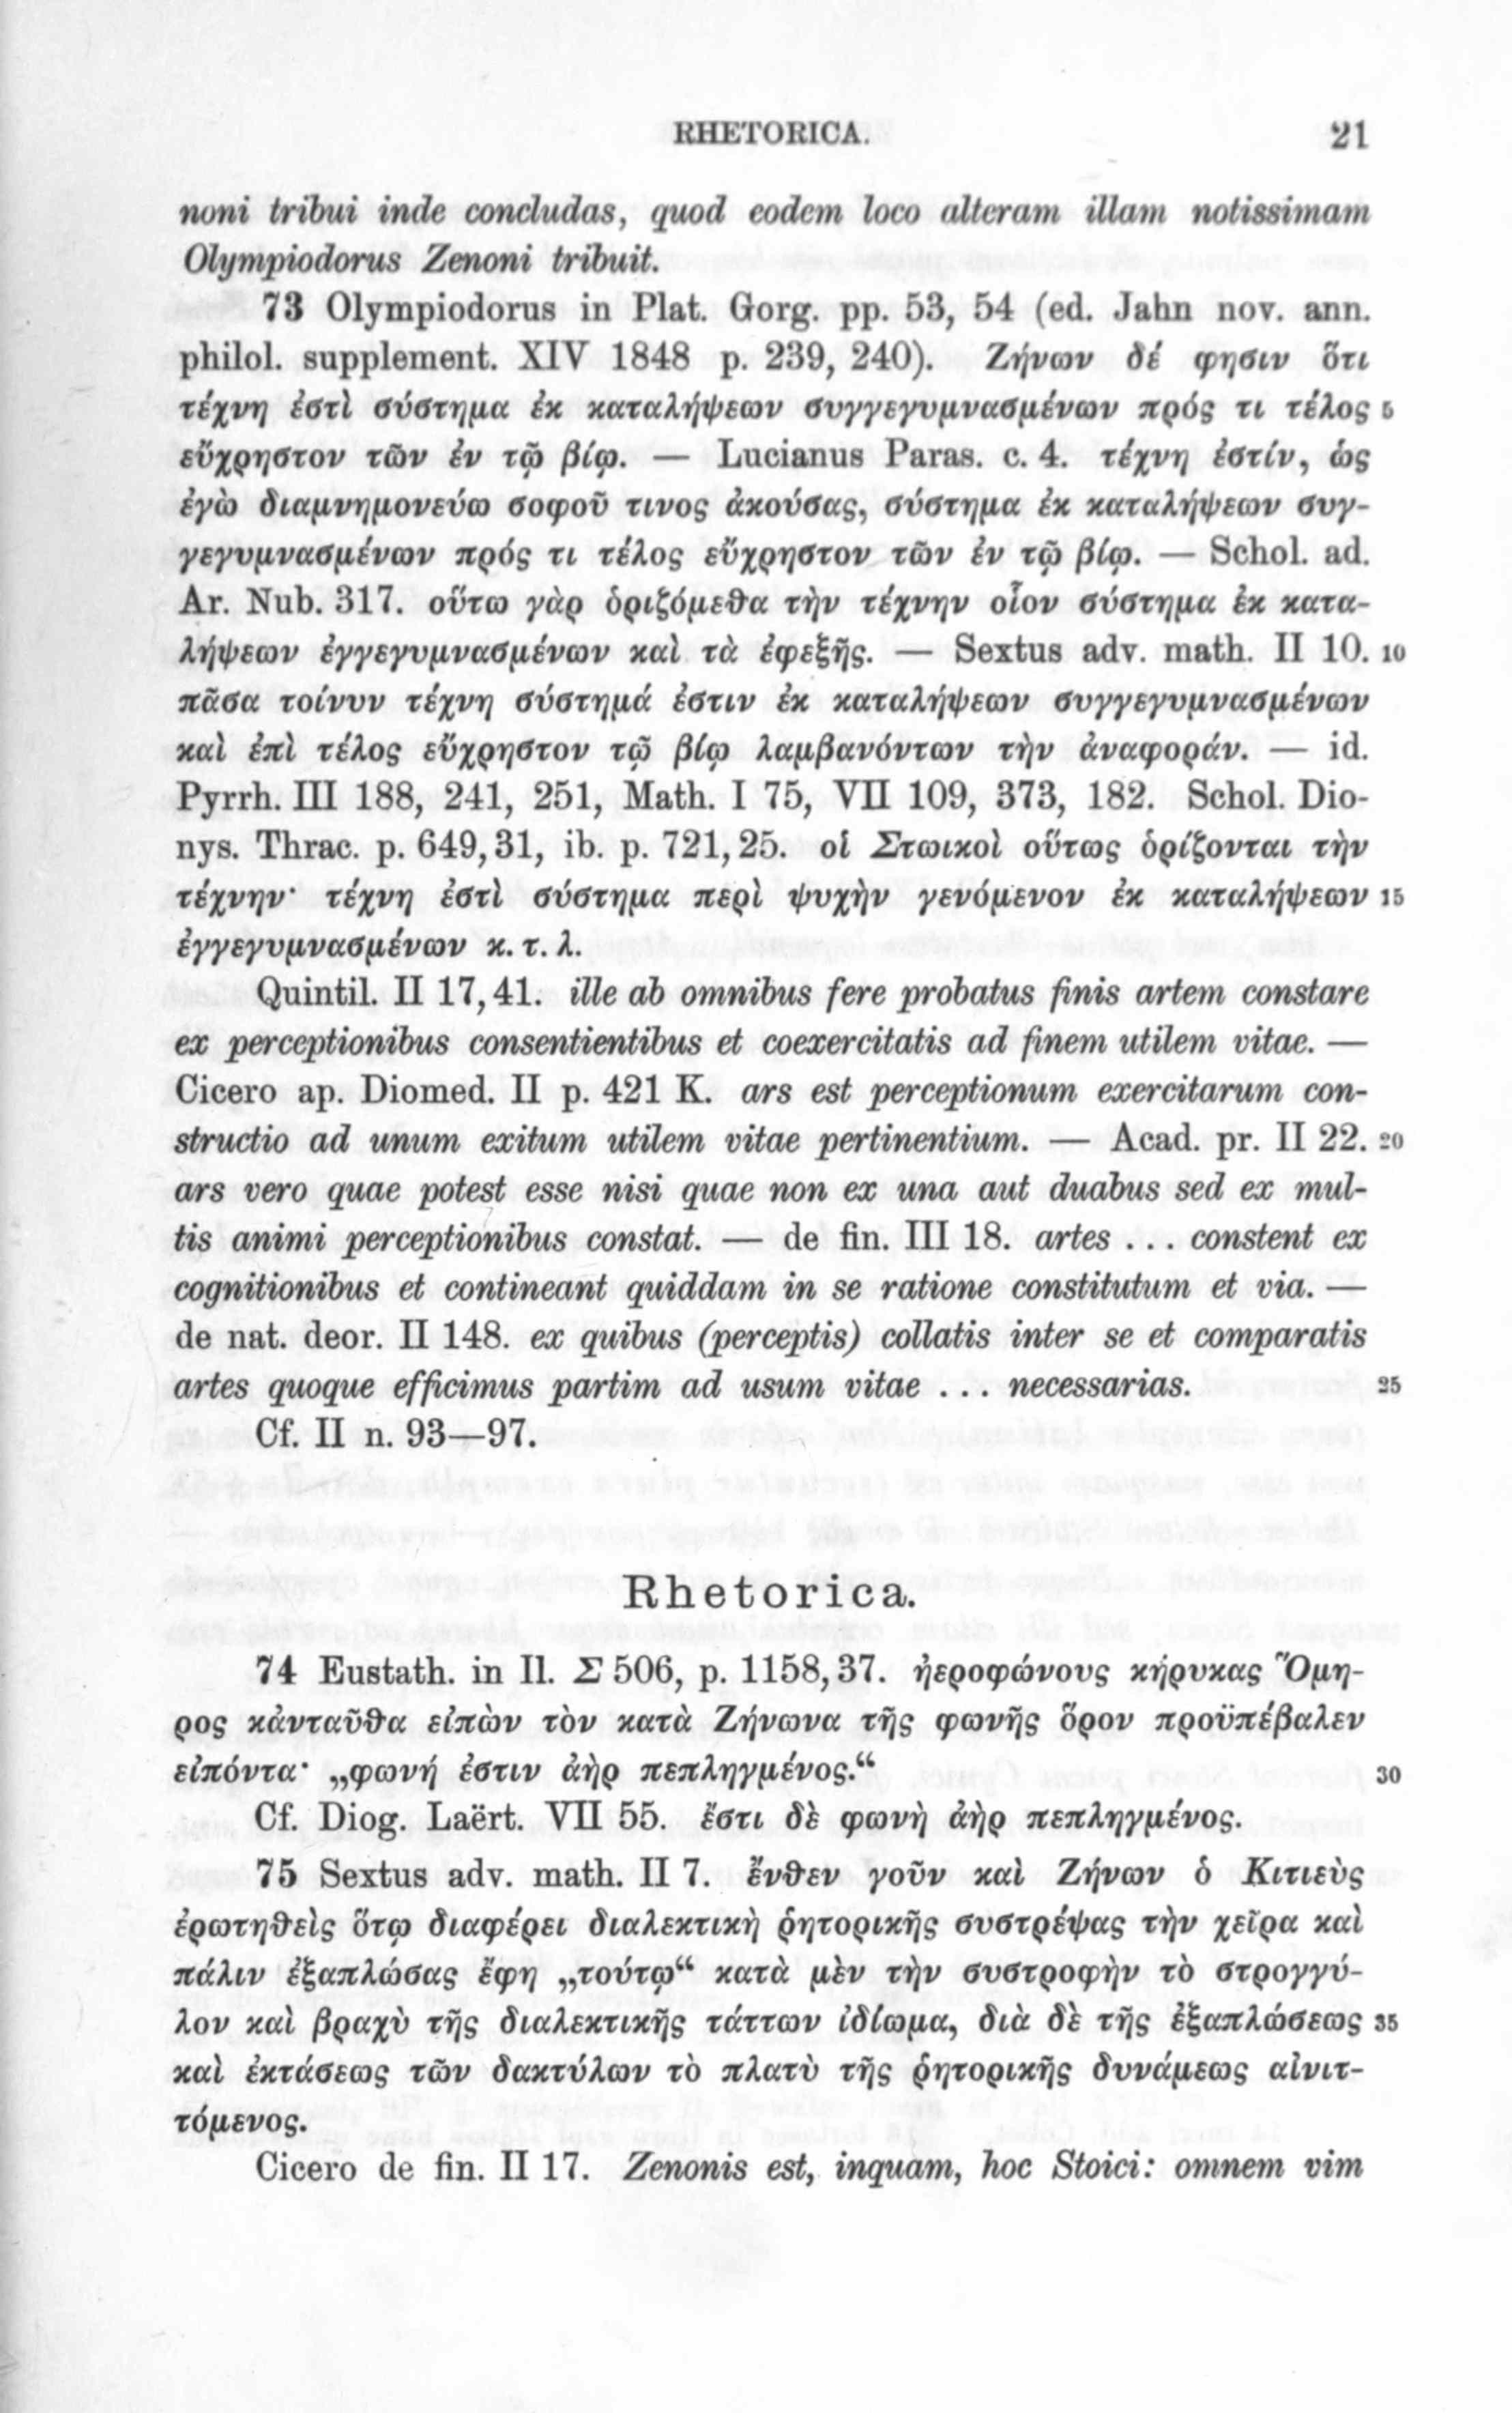 RHETORICA. 21
noni tribui inde concludas, quod eodem loco alteram illam notissimam
Olympiodorus Zenoni tribuit.
73 Olympiodorus in Plat. Gorg. pp. 53, 54 (ed. Jahn nov. ann.
philol. supplement. XIV 1848 p. 239, 240). Ζήνων δέ φησιν ὅτι
τέχνη ἐστὶ σύστημα ἐκ καταλήψεων συγγεγυμνασμένων πρός τι τέλος 5
εὔχρηστον τῶν ἐν τῷ βίῳ. — Lucianus Paras. c. 4. τέχνη ἐστίν, ὡς
ἐγὼ διαμνημονεύω σοφοῦ τινος ἀκούσας, σύστημα ἐκ καταλήψεων συγ-
γεγυμνασμένων πρός τι τέλος εὔχρηστον τῶν ἐν τῷ βίῳ. — Schol. ad.
Ar. Nub. 317. οὕτω γὰρ ὁριζόμεθα τὴν τέχνην οἷον σύστημα ἐκ κατα-
λήψεων ἐγγεγυμνασμένων καὶ τὰ ἐφεξῆς. — Sextus adv. math. II 10. 10
πᾶσα τοίνυν τέχνη σύστημά ἐστιν ἐκ καταλήψεων συγγεγυμνασμένων
καὶ ἐπὶ τέλος εὔχρηστον τῷ βίῳ λαμβανόντων τὴν ἀναφοράν. — id.
Pyrrh. III 188, 241, 251, Math. I 75, VII 109, 373, 182. Schol. Dio-
nys. Thrac. p. 649,31, ib. p. 721,25. οἱ Στωικοὶ οὕτως ὁρίζονται τὴν
τέχνην· τέχνη ἐστὶ σύστημα περὶ ψυχὴν γενόμενον ἐκ καταλήψεων 15
ἐγγεγυμνασμένων κ. τ. λ.
Quintil. II 17,41. ille ab omnibus fere probatus finis artem constare
ex perceptionibus consentientibus et coexercitatis ad finem utilem vitae. —
Cicero ap. Diomed. II p. 421 K. ars est perceptionum exercitarum con-
structio ad unum exitum utilem vitae pertinentium. — Acad. pr. II 22. 20
ars vero quae potest esse nisi quae non ex una aut duabus sed ex mul-
tis animi perceptionibus constat. — de fin. III 18. artes . . . constent ex
cognitionibus et contineant quiddam in se ratione constitutum et via. —
de nat. deor. II 148. ex quibus (perceptis) collatis inter se et comparatis
artes quoque efficimus partim ad usum vitae . . . necessarias. 25
Cf. II n. 93—97.
Rhetorica.
74 Eustath. in Il. Σ 506, p. 1158,37. ἠεροφώνους κήρυκας Ὅμη-
ρος κἀνταῦθα εἰπὼν τὸν κατὰ Ζήνωνα τῆς φωνῆς ὅρον προϋπέβαλεν
εἰπόντα· „φωνή ἐστιν ἀὴρ πεπληγμένος.“ 30
Cf. Diog. Laërt. VII 55. ἔστι δὲ φωνὴ ἀὴρ πεπληγμένος.
75 Sextus adv. math. II 7. ἔνθεν γοῦν καὶ Ζήνων ὁ Κιτιεὺς
ἐρωτηθεὶς ὅτῳ διαφέρει διαλεκτικὴ ῥητορικῆς συστρέψας τὴν χεῖρα καὶ
πάλιν ἐξαπλώσας ἔφη „τούτῳ“ κατὰ μὲν τὴν συστροφὴν τὸ στρογγύ-
λον καὶ βραχὺ τῆς διαλεκτικῆς τάττων ἰδίωμα, διὰ δὲ τῆς ἐξαπλώσεως 35
καὶ ἐκτάσεως τῶν δακτύλων τὸ πλατὺ τῆς ῥητορικῆς δυνάμεως αἰνιτ-
τόμενος.
Cicero de fin. II 17. Zenonis est, inquam, hoc Stoici: omnem vim